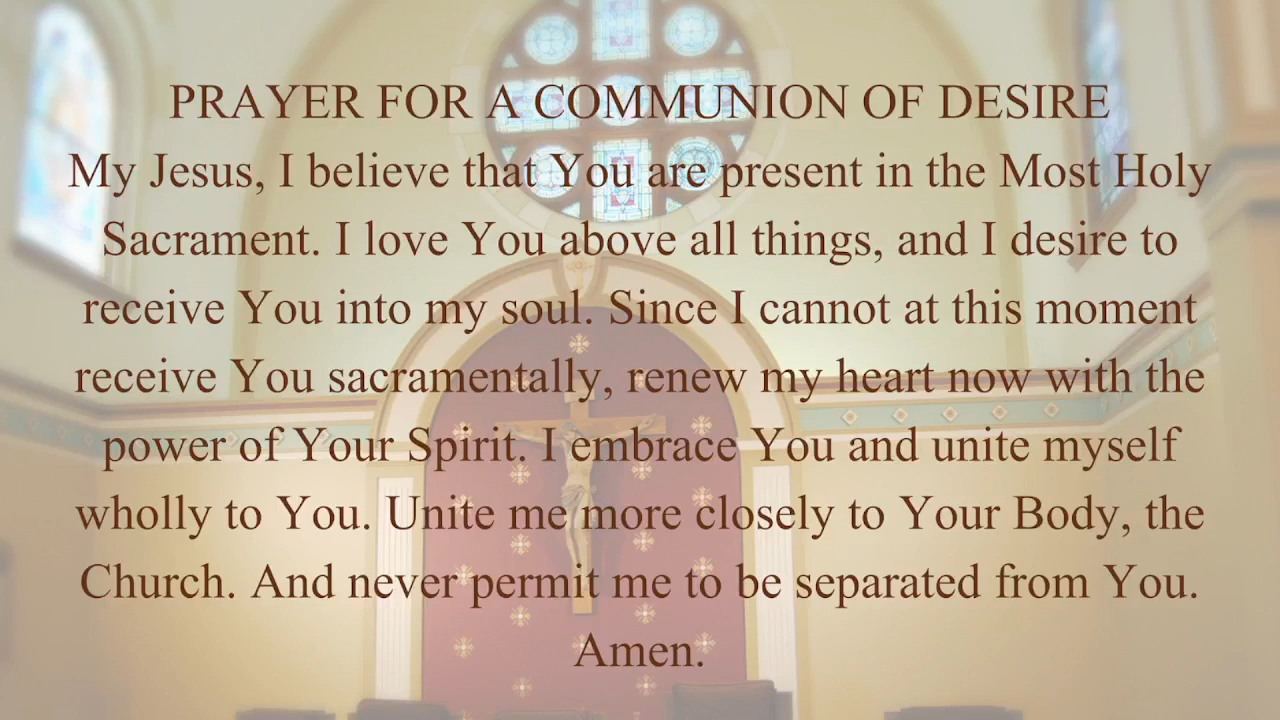 PRAYER FOR A COMMUNION OF DESIRE
My Jesus, I believe that You are present in the Most Holy
Sacrament. I love You above all things, and I desire to
receive You into my soul. Since I cannot at this moment
receive You sacramentally, renew my heart now with the
power of Your Spirit. I embrace You and unite myself
wholly to You. Unite me more closely to Your Body, the
Church. And never permit me to be separated from You.
Amen.